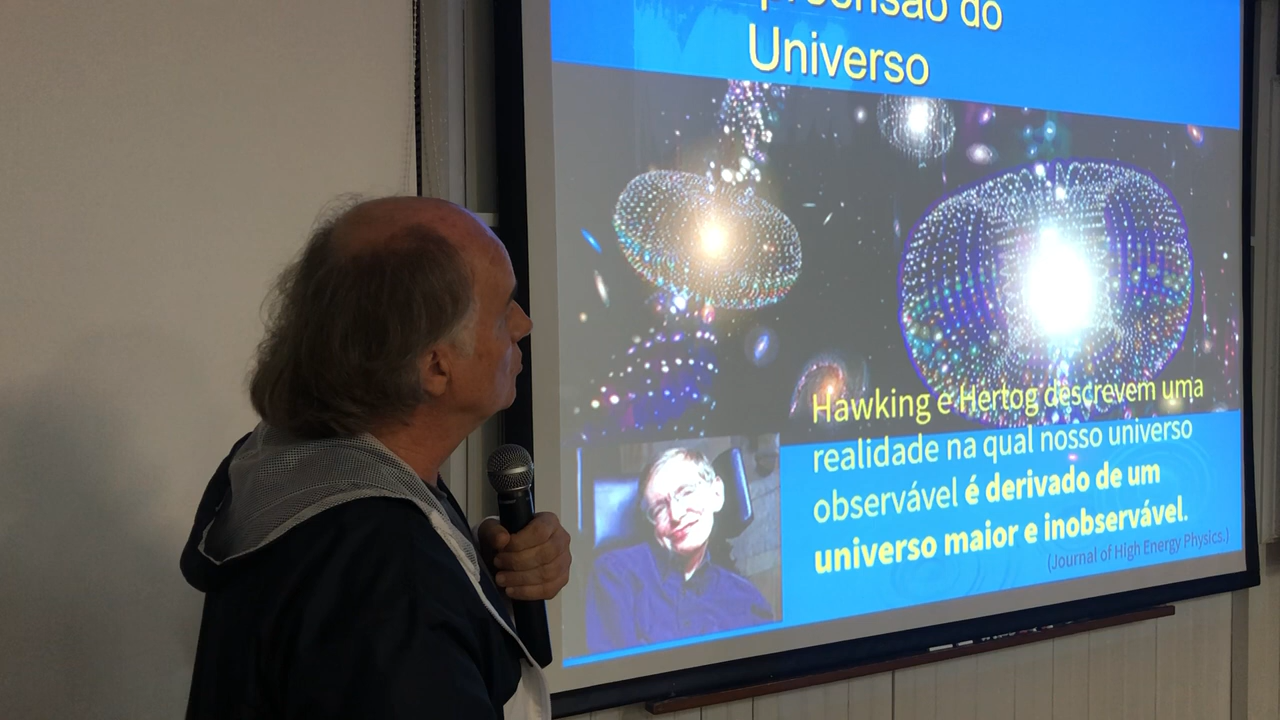 Universo
Hawking e Hertog descrevem uma
realidade na qual nosso universo
observável é derivado de um
universo maior e inobservável.
(Journal of High Energy Physics.)